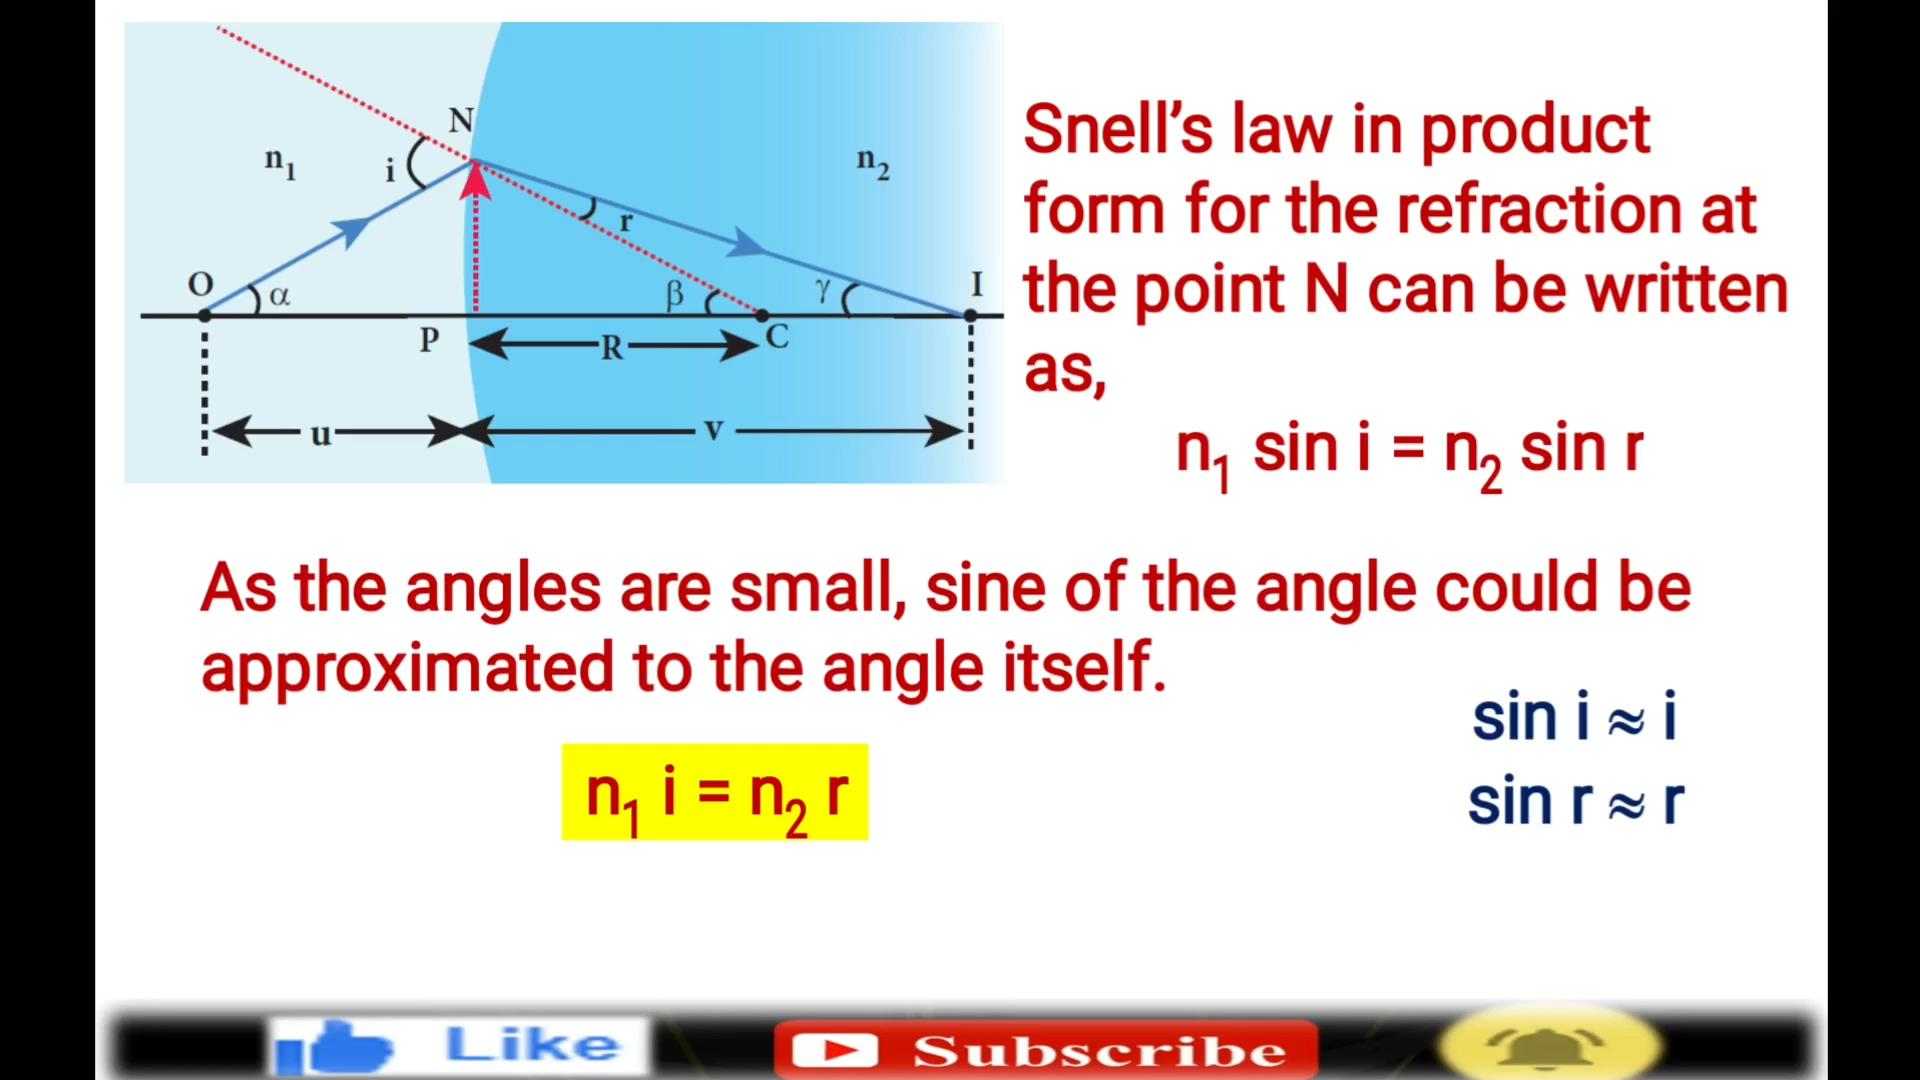 N
n₁
i
n₂
r
O
α
β
γ
I
P
R
C
u
v
Snell’s law in product
form for the refraction at
the point N can be written
as,
n₁ sin i = n₂ sin r
As the angles are small, sine of the angle could be
approximated to the angle itself.
sin i ≈ i
n₁ i = n₂ r
sin r ≈ r
Like
Subscribe